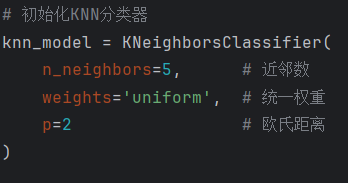 # 初始化KNN分类器
knn_model = KNeighborsClassifier(
    n_neighbors=5,       # 近邻数
    weights='uniform',  # 统一权重
    p=2                 # 欧氏距离
)